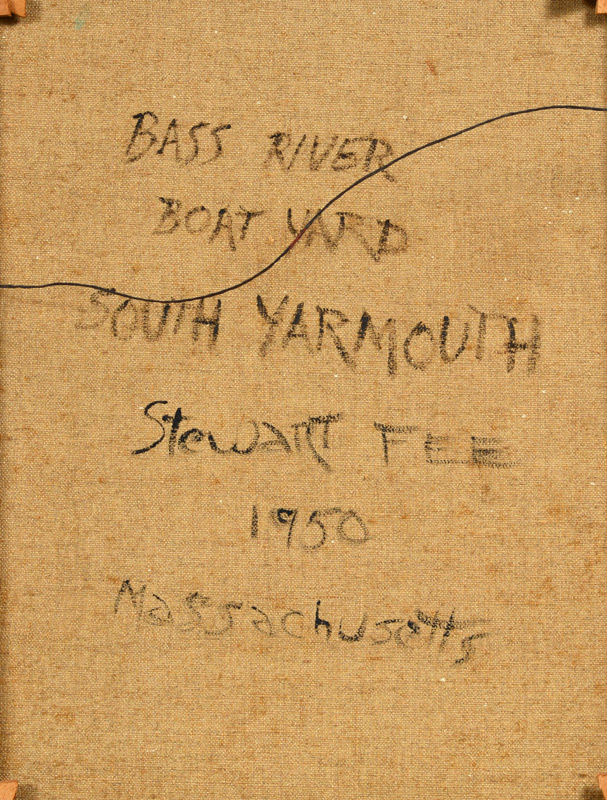 BASS RIVER
BOAT YARD
SOUTH YARMOUTH
Stewart FEE
1950
Massachusetts